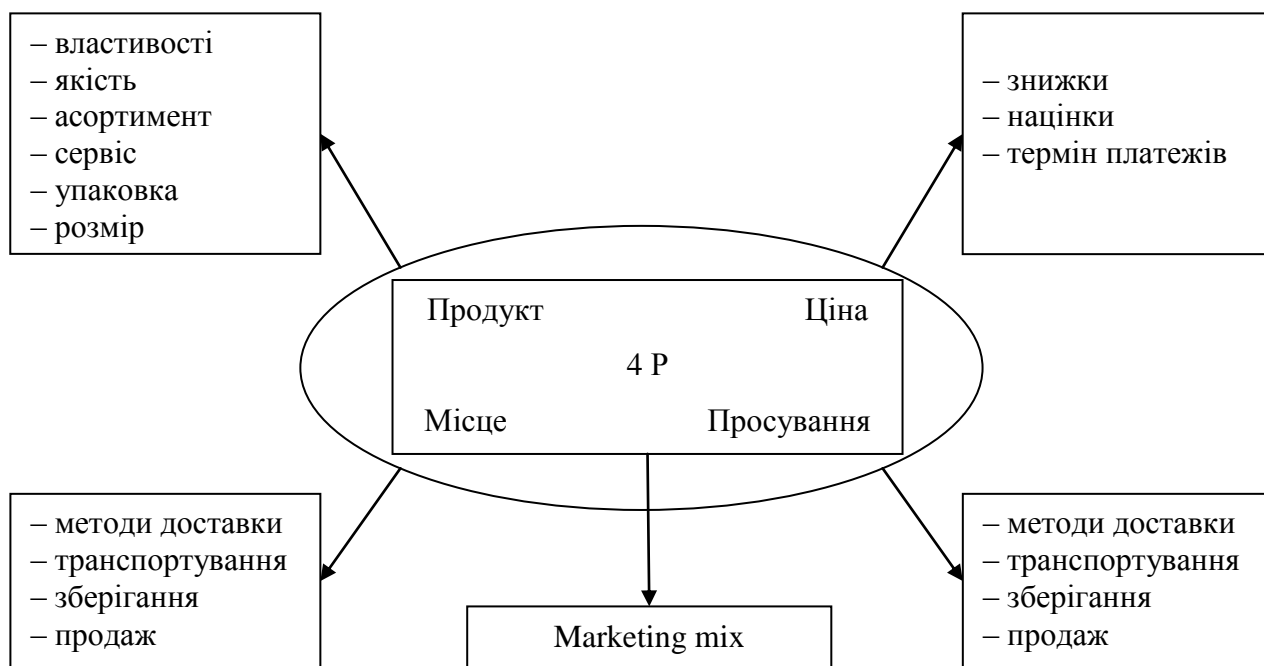 – властивості
– якість
– асортимент
– сервіс
– упаковка
– розмір
– знижки
– націнки
– термін платежів
Продукт Ціна
4 Р
Місце Просування
– методи доставки
– транспортування
– зберігання
– продаж
Marketing mix
– методи доставки
– транспортування
– зберігання
– продаж